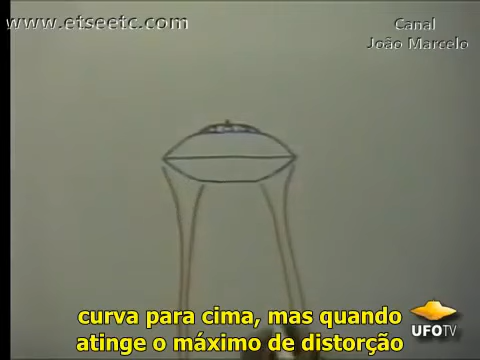 www.etseetc.com
Canal
João Marcelo
curva para cima, mas quando
atinge o máximo de distorção
UFOTV